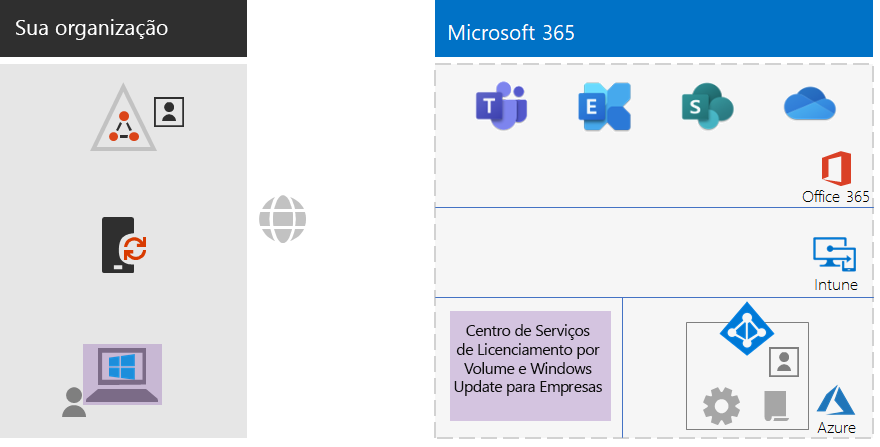 Sua organização
Microsoft 365
T
E
S
Office 365
Intune
Centro de Serviços
de Licenciamento por
Volume e Windows
Update para Empresas
Azure